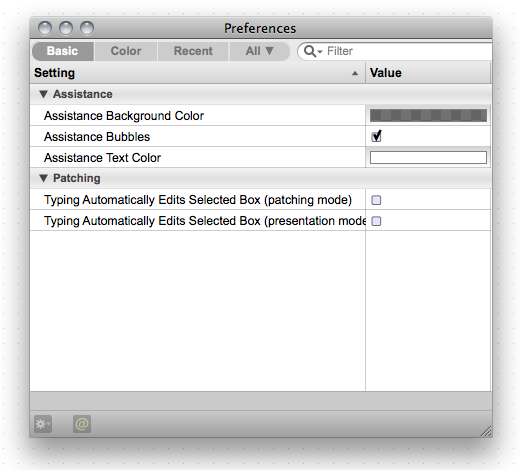 Preferences
Basic Color Recent All ▼ Filter
Setting Value
▼ Assistance
Assistance Background Color
Assistance Bubbles
Assistance Text Color
▼ Patching
Typing Automatically Edits Selected Box (patching mode)
Typing Automatically Edits Selected Box (presentation mode
@